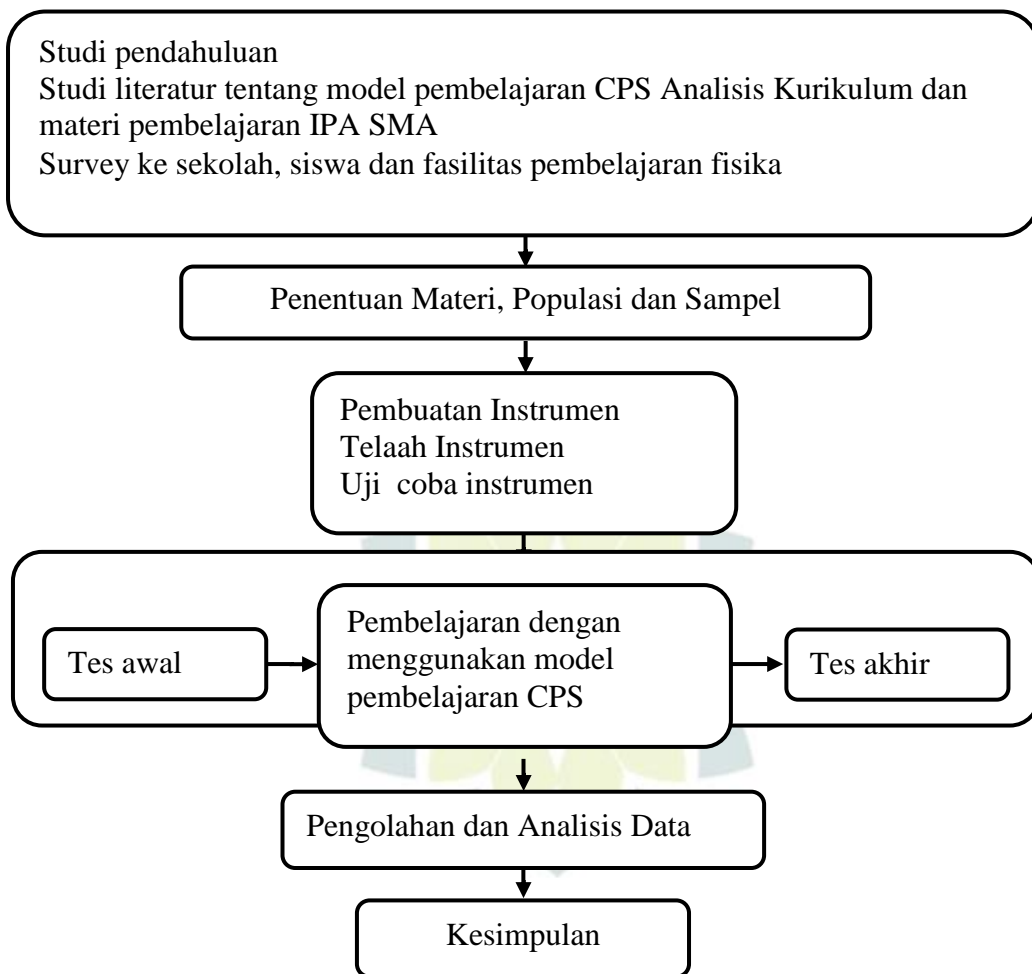 Studi pendahuluan
Studi literatur tentang model pembelajaran CPS Analisis Kurikulum dan
materi pembelajaran IPA SMA
Survey ke sekolah, siswa dan fasilitas pembelajaran fisika
Penentuan Materi, Populasi dan Sampel
Pembuatan Instrumen
Telaah Instrumen
Uji coba instrumen
Tes awal
Pembelajaran dengan
menggunakan model
pembelajaran CPS
Tes akhir
Pengolahan dan Analisis Data
Kesimpulan